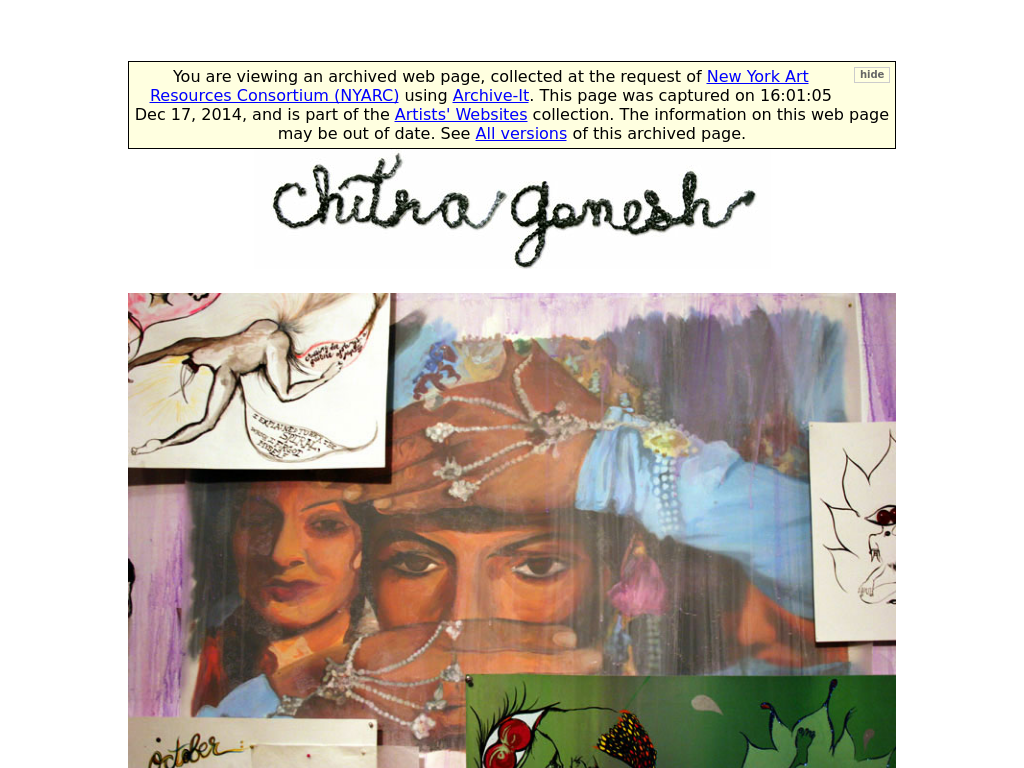 You are viewing an archived web page, collected at the request of New York Art
hide
Resources Consortium (NYARC) using Archive-It. This page was captured on 16:01:05
Dec 17, 2014, and is part of the Artists' Websites collection. The information on this web page
may be out of date. See All versions of this archived page.
chitra ganesh
october